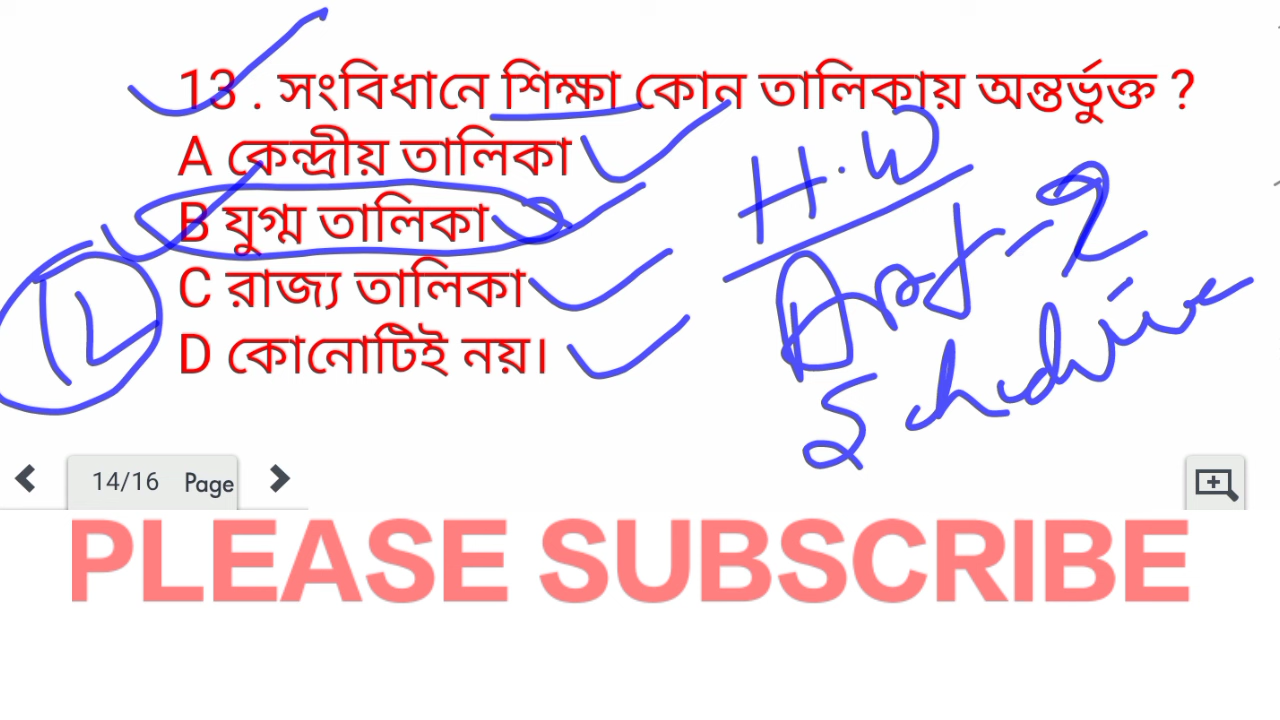 13 . সংবিধানে শিক্ষা কোন তালিকায় অন্তর্ভুক্ত ?
A কেন্দ্রীয় তালিকা
B যুগ্ম তালিকা
C রাজ্য তালিকা
D কোনোটিই নয়।
H.W
14/16 Page
PLEASE SUBSCRIBE